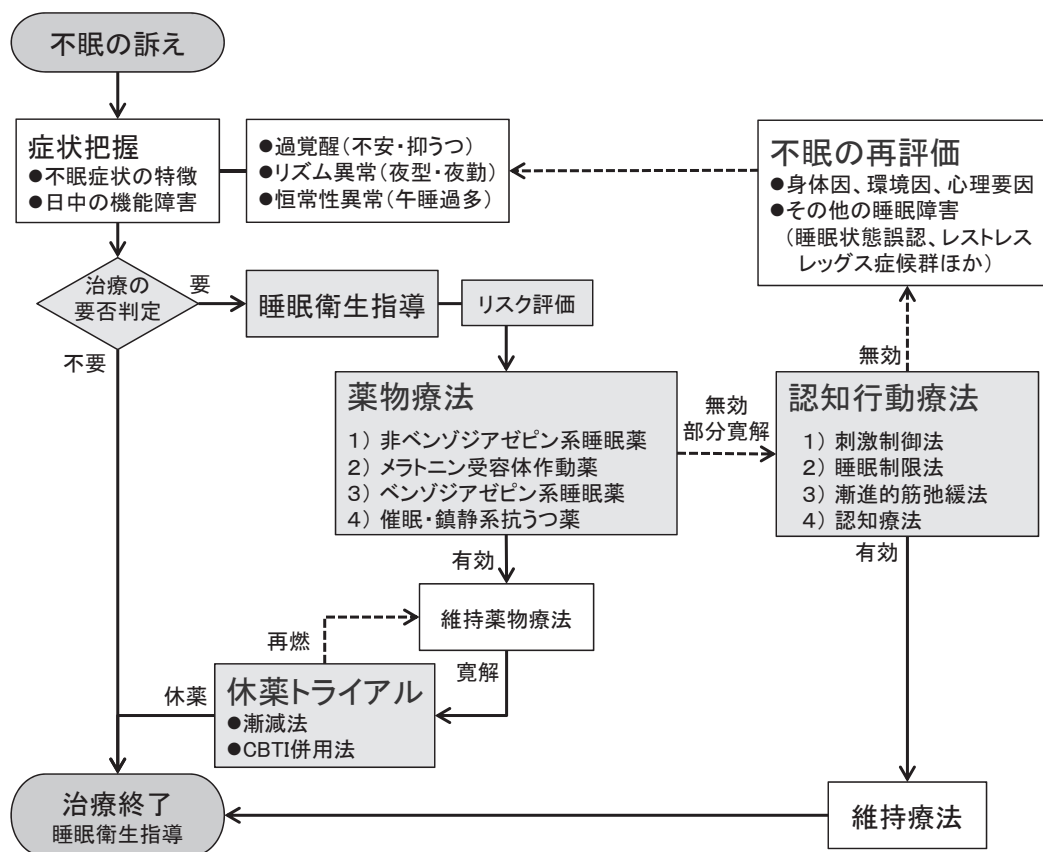 不眠の訴え
症状把握
●不眠症状の特徴
●日中の機能障害
●過覚醒(不安・抑うつ)
●リズム異常(夜型・夜勤)
●恒常性異常(午睡過多)
不眠の再評価
●身体因、環境因、心理要因
●その他の睡眠障害
(睡眠状態誤認、レストレス
レッグス症候群ほか)
治療の
要否判定
要
不要
睡眠衛生指導
リスク評価
薬物療法
1) 非ベンゾジアゼピン系睡眠薬
2) メラトニン受容体作動薬
3) ベンゾジアゼピン系睡眠薬
4) 催眠・鎮静系抗うつ薬
無効
部分寛解
無効
認知行動療法
1) 刺激制御法
2) 睡眠制限法
3) 漸進的筋弛緩法
4) 認知療法
有効
有効
維持薬物療法
再燃
寛解
休薬
休薬トライアル
●漸減法
●CBTI併用法
治療終了
睡眠衛生指導
維持療法